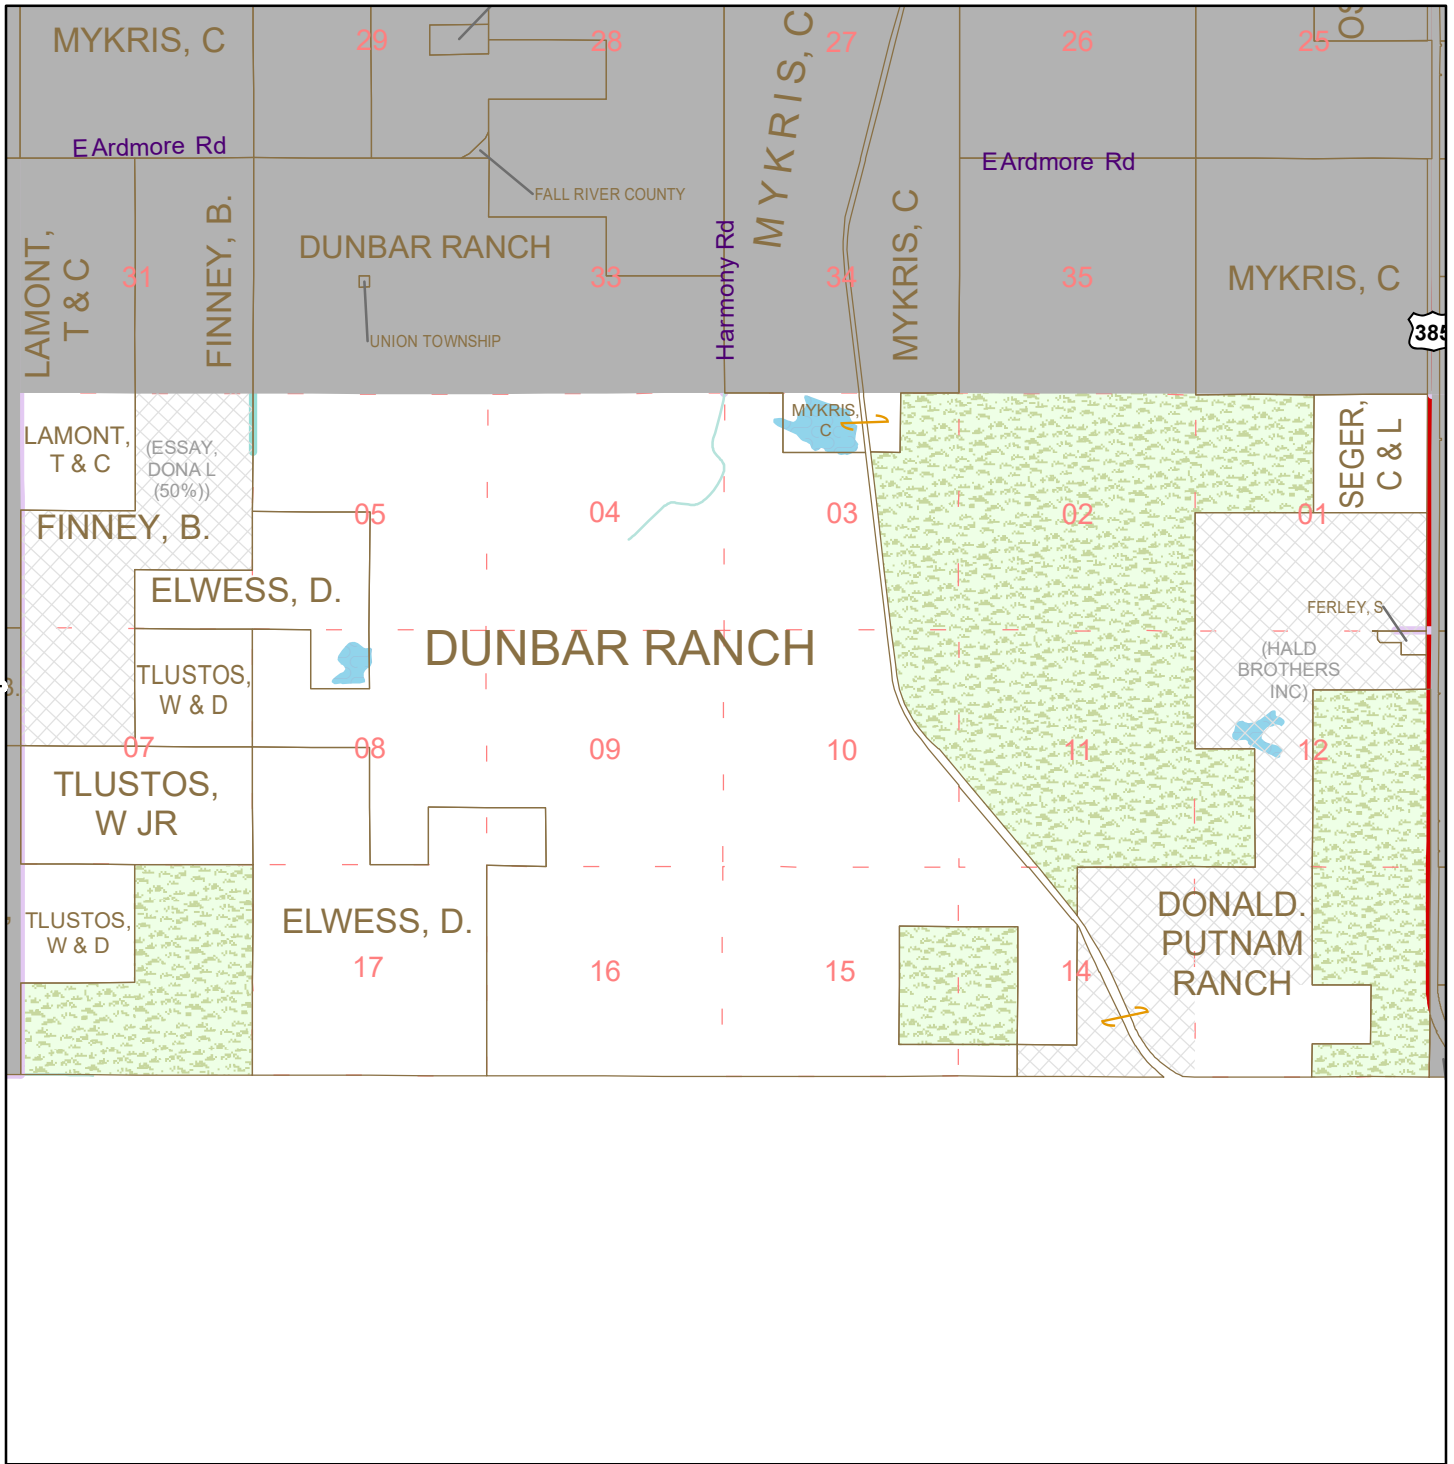 MYKRIS, C
29
28
MYKRIS, C
27
26
25
OS
E Ardmore Rd
E Ardmore Rd
FALL RIVER COUNTY
LAMONT,
T & C
31
FINNEY, B.
DUNBAR RANCH
33
Harmony Rd
34
MYKRIS, C
35
MYKRIS, C
UNION TOWNSHIP
385
LAMONT,
T & C
(ESSAY,
DONA L
(50%))
MYKRIS,
C
SEGER,
C & L
FINNEY, B.
05
04
03
02
01
ELWESS, D.
FERLEY, S
DUNBAR RANCH
(HALD
BROTHERS
INC)
TLUSTOS,
W & D
B.
07
08
09
10
11
12
TLUSTOS,
W JR
TLUSTOS,
W & D
ELWESS, D.
DONALD.
PUTNAM
RANCH
17
16
15
14